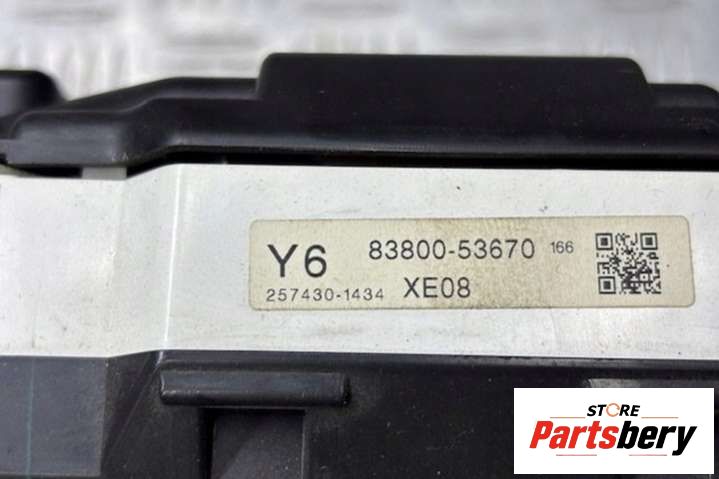 Y6 83800-53670 166
257430-1434 XE08
STORE
Partsbery